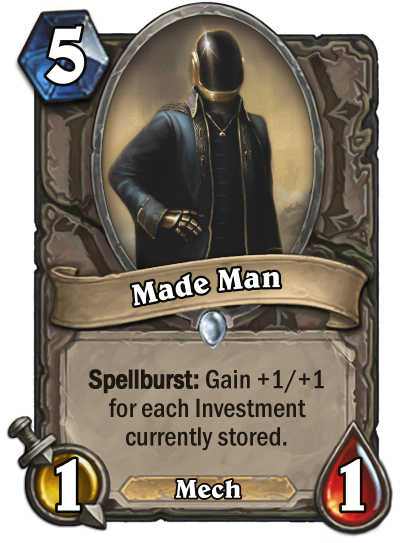 5
Made Man
Spellburst: Gain +1/+1
for each Investment
currently stored.
1
Mech
1